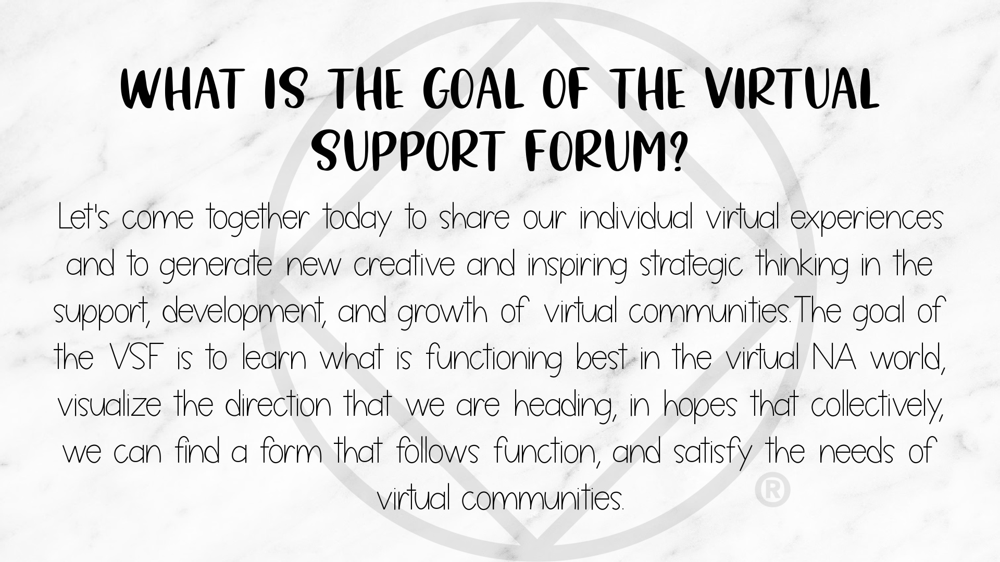 WHAT IS THE GOAL OF THE VIRTUAL
SUPPORT FORUM?
Let's come together today to share our individual virtual experiences
and to generate new creative and inspiring strategic thinking in the
support, development, and growth of virtual communities.The goal of
the VSF is to learn what is functioning best in the virtual NA world,
visualize the direction that we are heading, in hopes that collectively,
we can find a form that follows function, and satisfy the needs of
virtual communities.
®